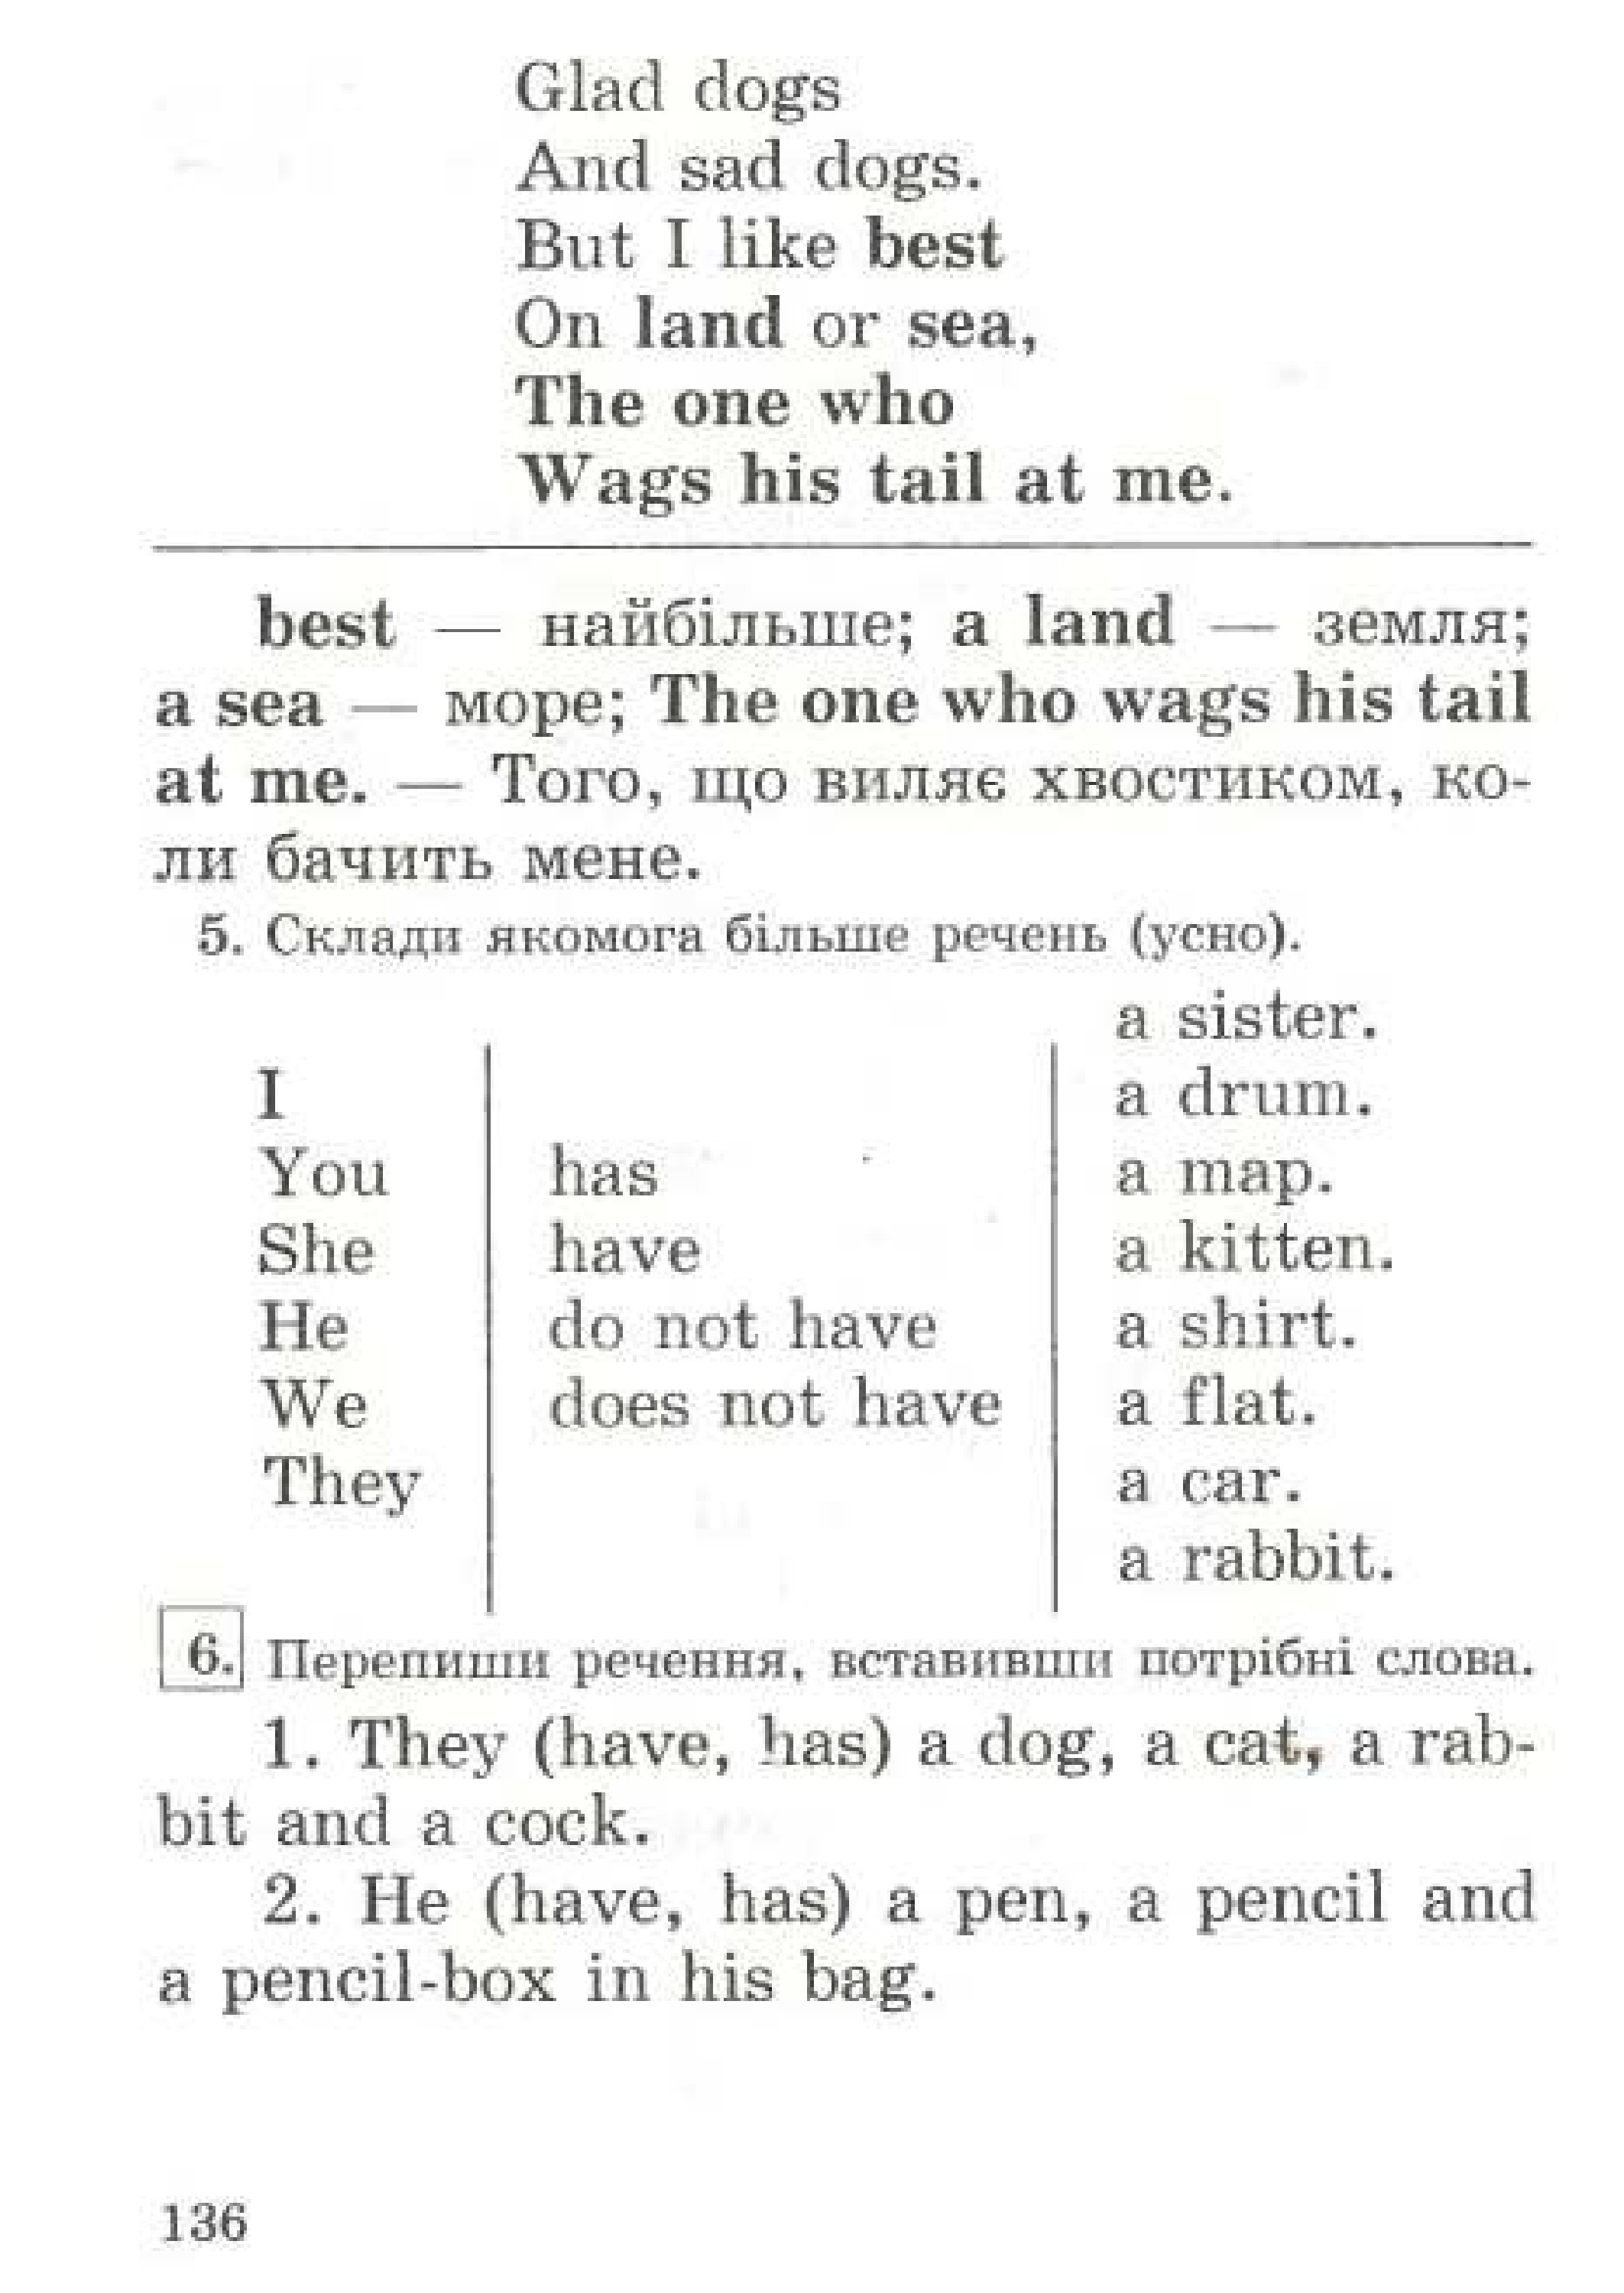 Glad dogs
And sad dogs.
But I like best
On land or sea,
The one who
Wags his tail at me.
best — найбільше; a land — земля;
a sea — море; The one who wags his tail
at me. — Того, що виляє хвостиком, ко-
ли бачить мене.
5. Склади якомога більше речень (усно).
a sister.
I a drum.
You has a map.
She have a kitten.
He do not have a shirt.
We does not have a flat.
They a car.
a rabbit.
6. Перепиши речення, вставивши потрібні слова.
1. They (have, has) a dog, a cat, a rab-
bit and a cock.
2. He (have, has) a pen, a pencil and
a pencil-box in his bag.
136